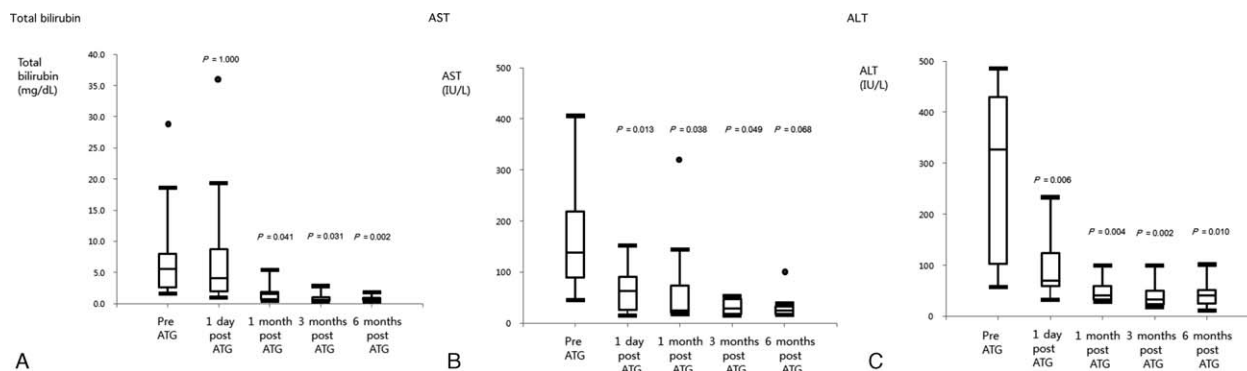 Total bilirubin
Total
bilirubin
(mg/dL)
40.0
35.0
30.0
25.0
20.0
15.0
10.0
5.0
0.0
P = 1.000
P = 0.041
P = 0.031
P = 0.002
Pre
ATG
1 day
post
ATG
1 month
post
ATG
3 months
post
ATG
6 months
post
ATG
A
AST
AST
(IU/L)
500
400
300
200
100
0
P = 0.013
P = 0.038
P = 0.049
P = 0.068
Pre
ATG
1 day
post
ATG
1 month
post
ATG
3 months
post
ATG
6 months
post
ATG
B
ALT
ALT
(IU/L)
500
400
300
200
100
0
P = 0.006
P = 0.004
P = 0.002
P = 0.010
Pre
ATG
1 day
post
ATG
1 month
post
ATG
3 months
post
ATG
6 months
post
ATG
C